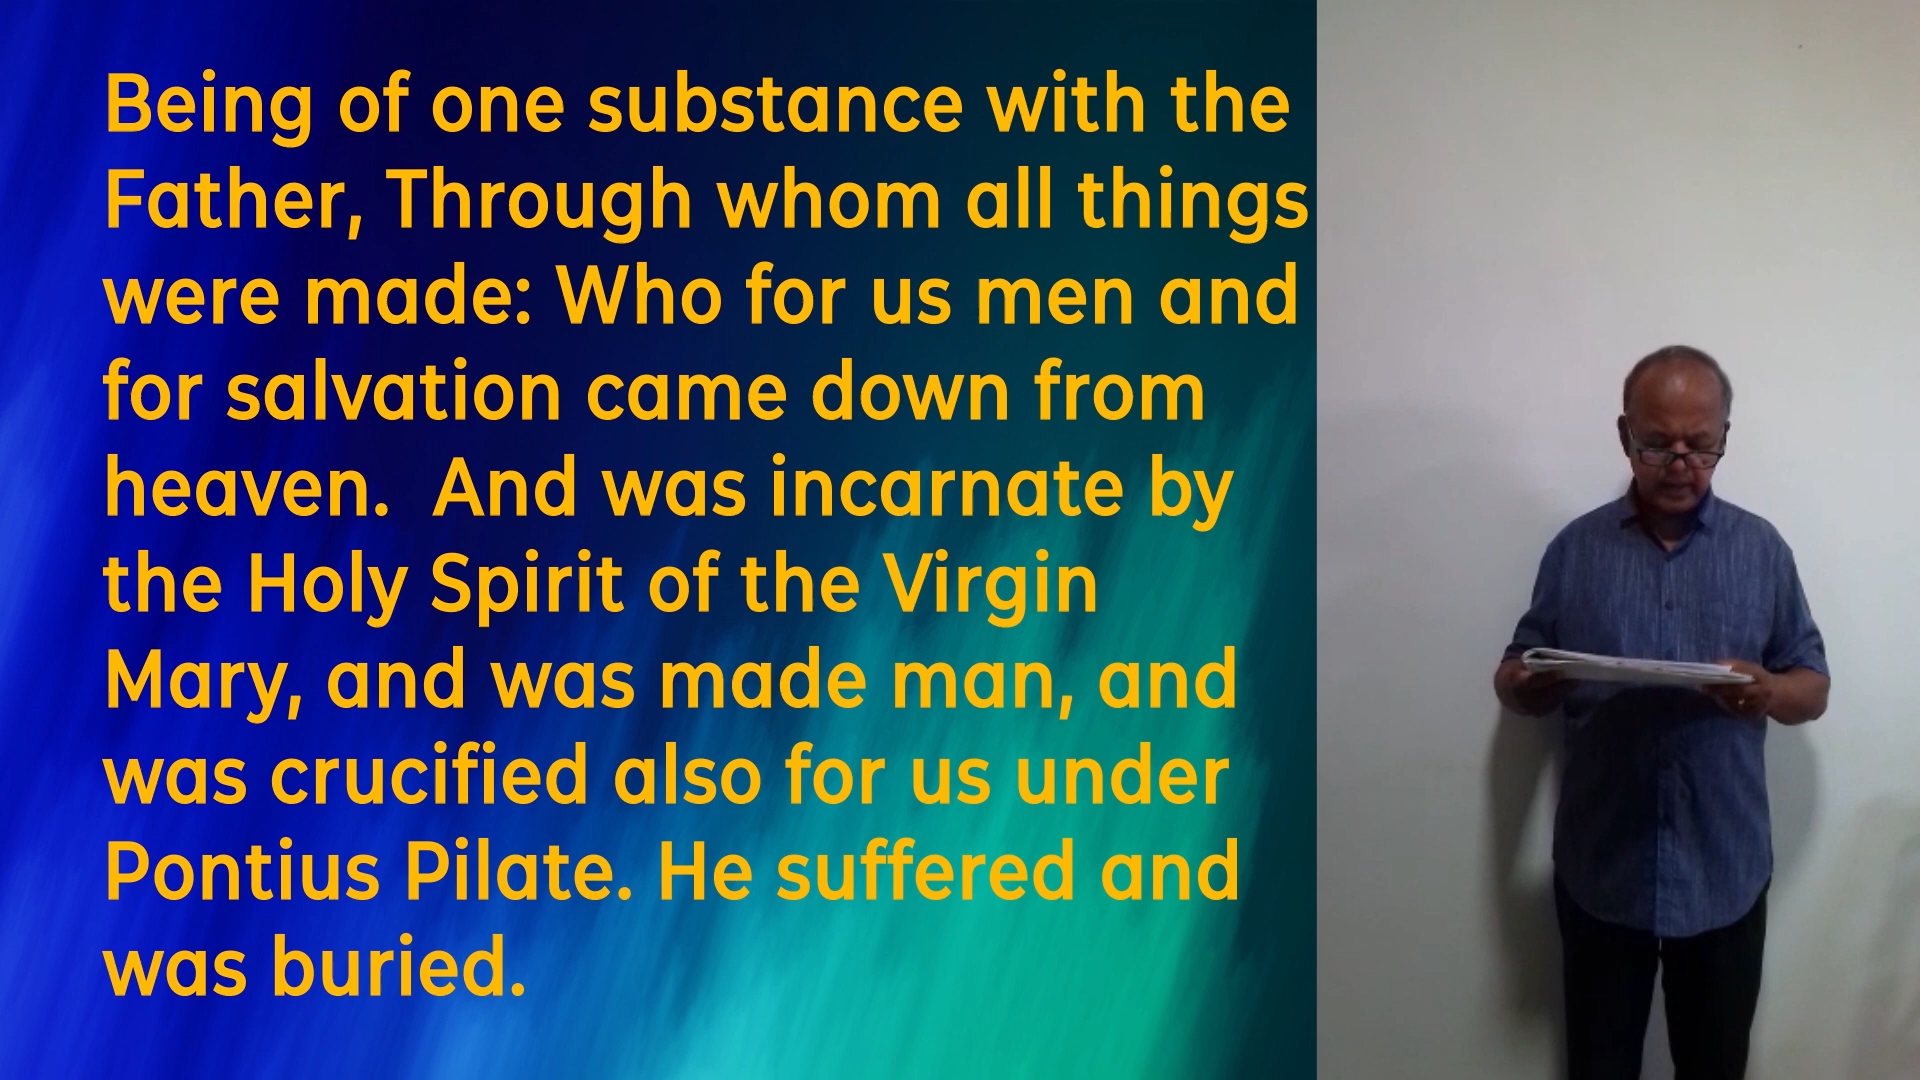 Being of one substance with the
Father, Through whom all things
were made: Who for us men and
for salvation came down from
heaven.  And was incarnate by
the Holy Spirit of the Virgin
Mary, and was made man, and
was crucified also for us under
Pontius Pilate. He suffered and
was buried.